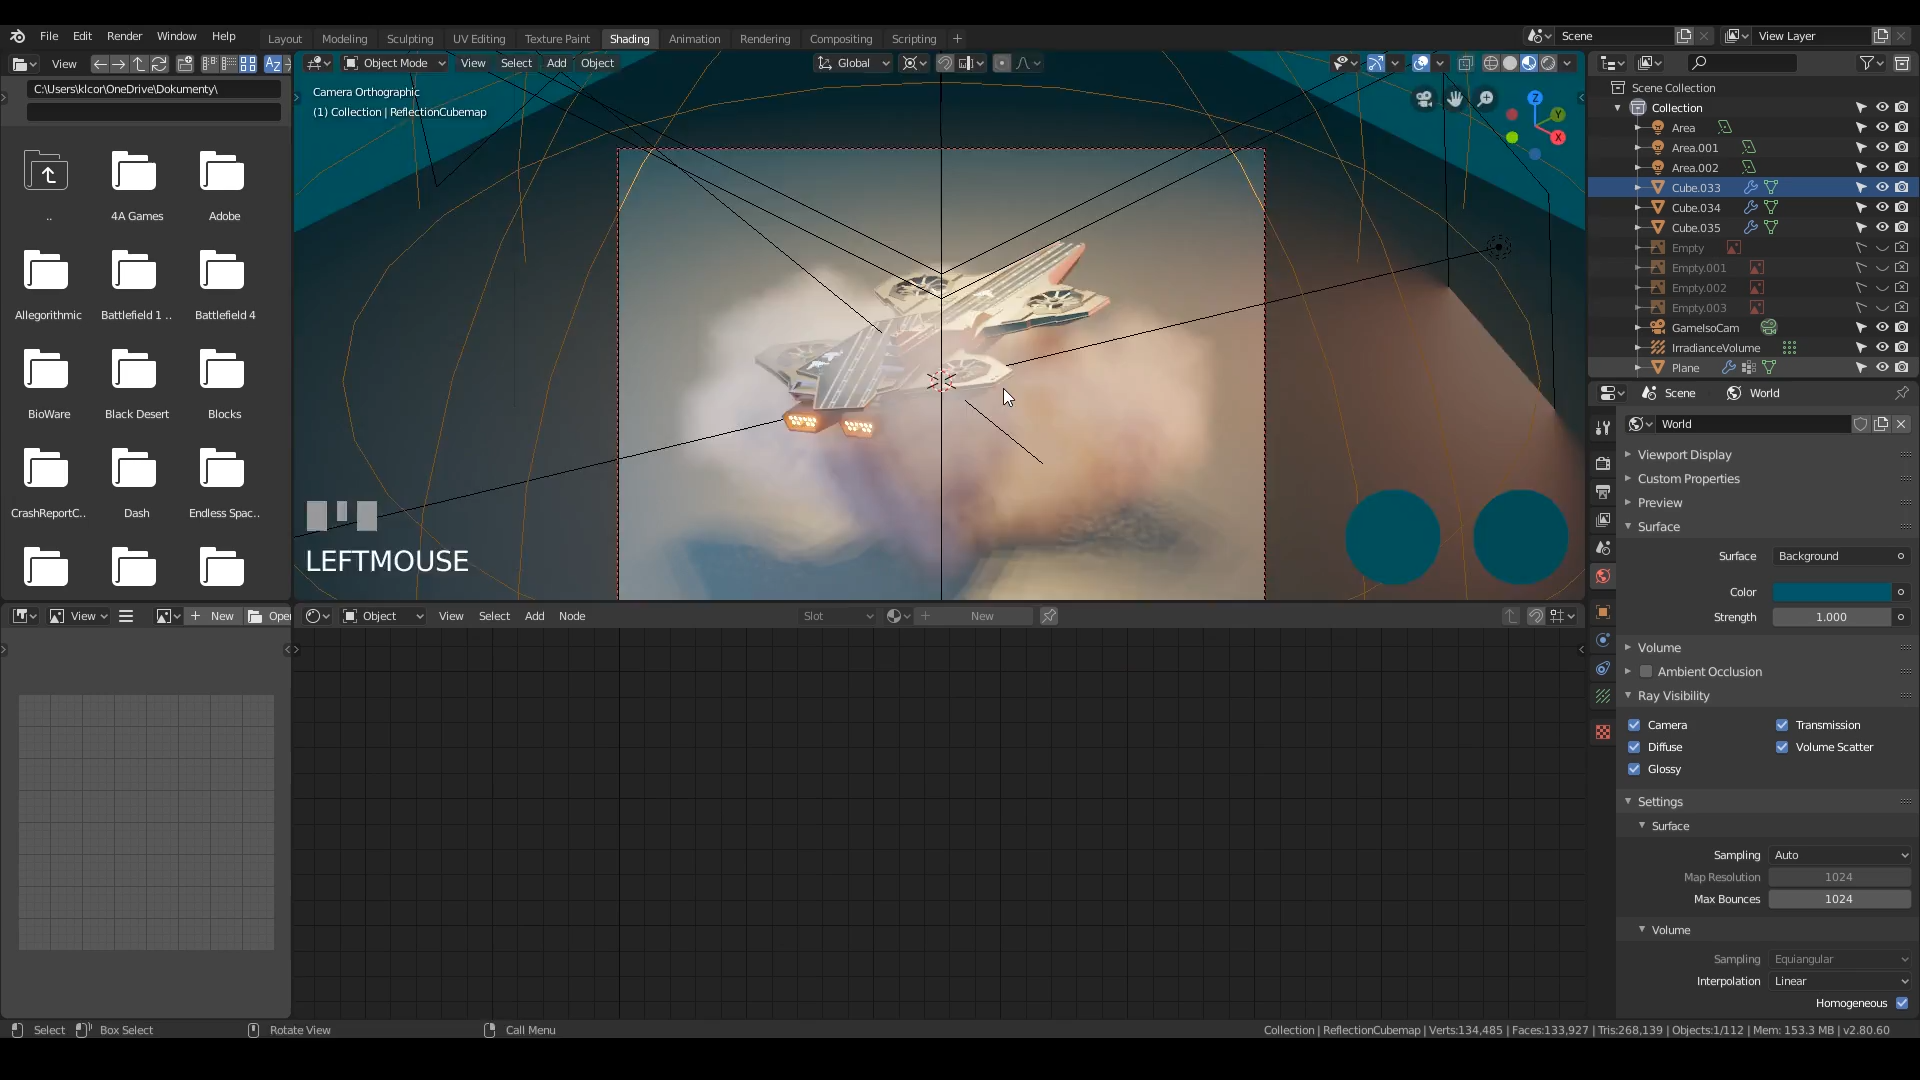 File Edit Render Window Help
Layout Modeling Sculpting UV Editing Texture Paint Shading Animation Rendering Compositing Scripting +
Scene
View Layer
View
Object Mode View Select Add Object
Global
C:\Users\klcor\OneDrive\Dokumenty\
Camera Orthographic
(1) Collection | ReflectionCubemap
Z
Y
X
Scene Collection
Collection
Area
Area.001
Area.002
Cube.033
Cube.034
Cube.035
Empty
Empty.001
Empty.002
Empty.003
GameIsoCam
IrradianceVolume
Plane
..
4A Games
Adobe
Allegorithmic
Battlefield 1 ..
Battlefield 4
BioWare
Black Desert
Blocks
CrashReportC..
Dash
Endless Spac..
LEFTMOUSE
Scene World
World
Viewport Display
Custom Properties
Preview
Surface
Surface Background
Color
Strength 1.000
Volume
Ambient Occlusion
Ray Visibility
Camera Transmission
Diffuse Volume Scatter
Glossy
Settings
Surface
Sampling Auto
Map Resolution 1024
Max Bounces 1024
Volume
Sampling Equiangular
Interpolation Linear
Homogeneous
View + New Ope
Object View Select Add Node
Slot + New
Select Box Select Rotate View Call Menu
Collection | ReflectionCubemap | Verts:134,485 | Faces:133,927 | Tris:268,139 | Objects:1/112 | Mem: 153.3 MB | v2.80.60